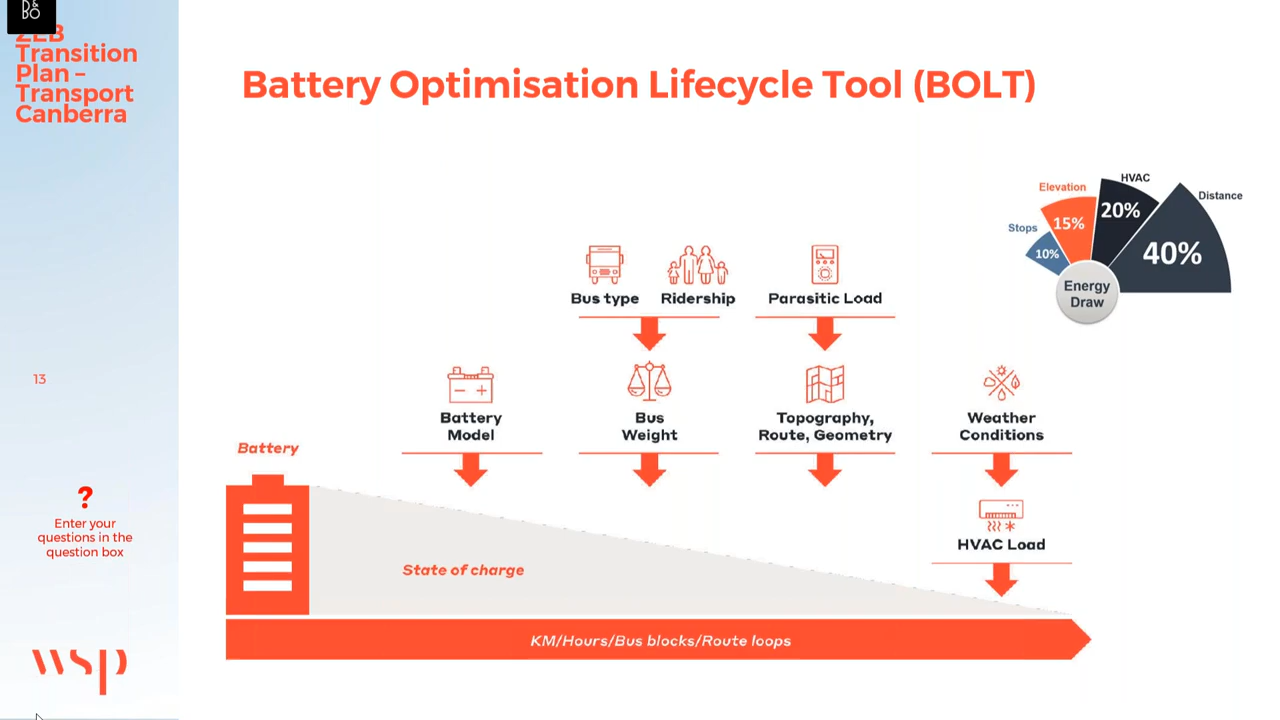 B&
BO
ZEB
Transition
Plan –
Transport
Canberra
Battery Optimisation Lifecycle Tool (BOLT)
HVAC
Elevation
Distance
20%
15%
Stops
40%
10%
Energy
Draw
Bus type
Ridership
Parasitic Load
13
Battery
Model
Bus
Weight
Topography,
Route, Geometry
Weather
Conditions
Battery
?
Enter your
questions in the
question box
HVAC Load
State of charge
KM/Hours/Bus blocks/Route loops
wsp